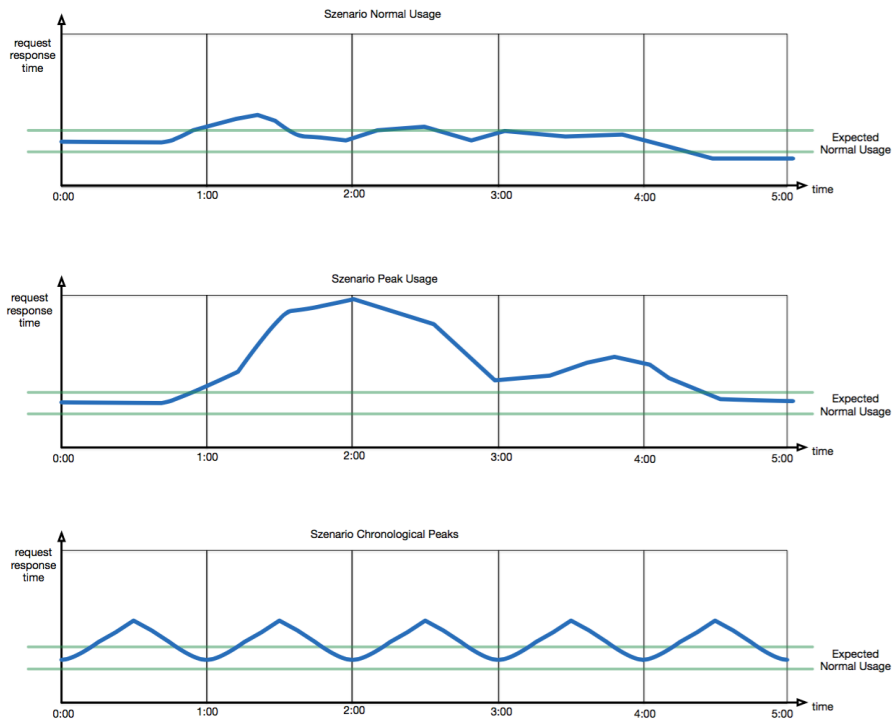 Szenario Normal Usage
request
response
time
Expected
Normal Usage
0:00 1:00 2:00 3:00 4:00 5:00 time
Szenario Peak Usage
request
response
time
Expected
Normal Usage
0:00 1:00 2:00 3:00 4:00 5:00 time
Szenario Chronological Peaks
request
response
time
Expected
Normal Usage
0:00 1:00 2:00 3:00 4:00 5:00 time